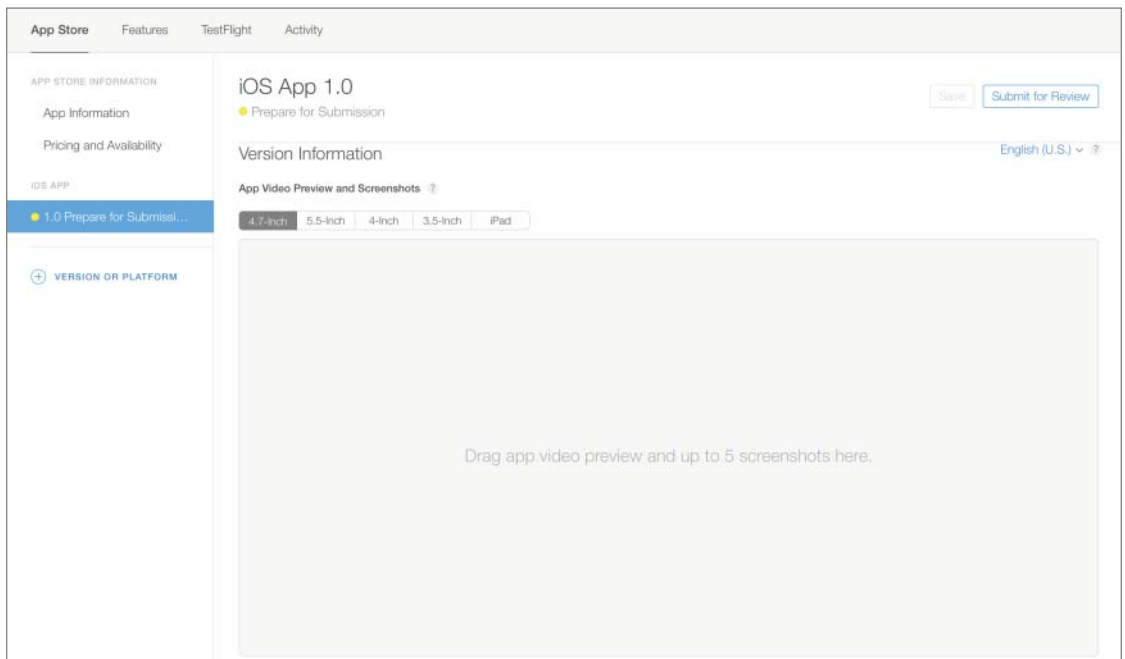 App Store Features TestFlight Activity
APP STORE INFORMATION
App Information
Pricing and Availability
iOS APP
1.0 Prepare for Submissi...
VERSION OR PLATFORM
iOS App 1.0
Prepare for Submission
Save Submit for Review
Version Information
English (U.S.) ?
App Video Preview and Screenshots ?
4.7-Inch 5.5-Inch 4-Inch 3.5-Inch iPad
Drag app video preview and up to 5 screenshots here.